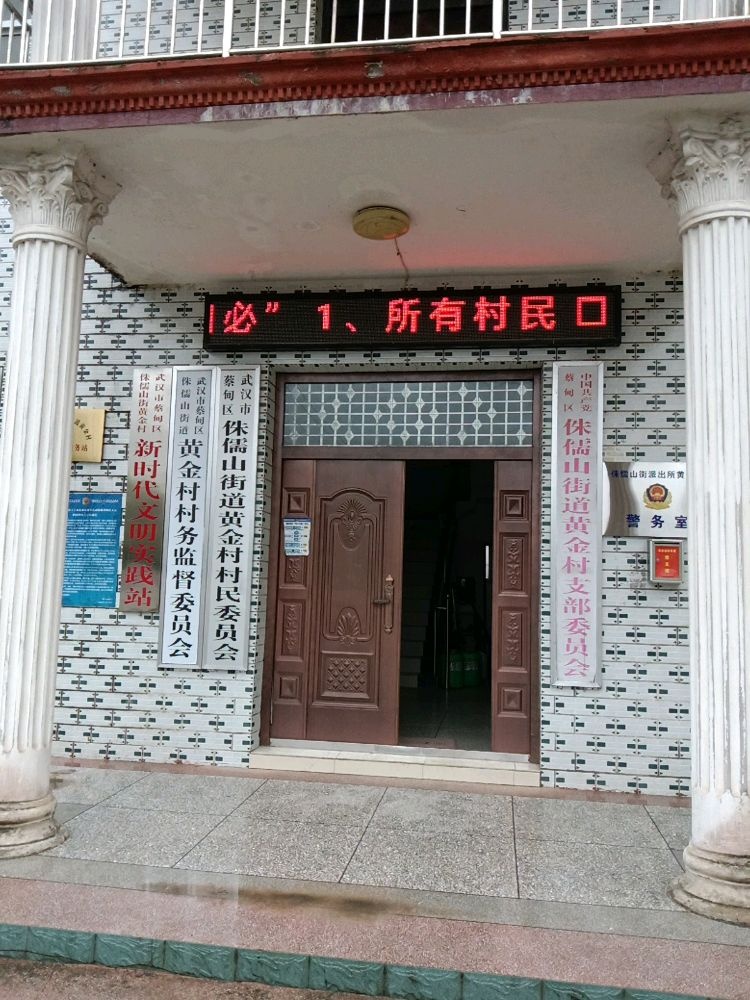 必” 1、所有村民口
武汉市蔡甸区
侏儒山街黄金村
新时代文明实践站
武汉市蔡甸区
侏儒山街道
黄金村村务监督委员会
武汉市
蔡甸区
侏儒山街道黄金村村民委员会
中国共产党
蔡甸区
侏儒山街道黄金村支部委员会
侏儒山街派出所黄
警务室